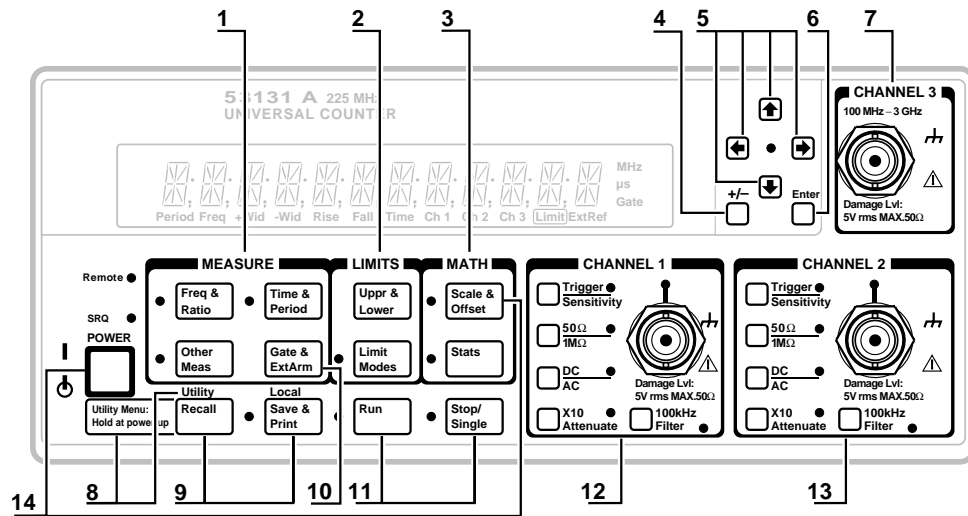 1
2
3
4
5
6
7
53131 A 225 MHz
UNIVERSAL COUNTER
MHz
µs
Gate
Period Freq +Wid -Wid Rise Fall Time Ch 1 Ch 2 Ch 3 Limit ExtRef
+/–
Enter
CHANNEL 3
100 MHz – 3 GHz
Damage Lvl:
5V rms MAX.50Ω
Remote
SRQ
POWER
Utility Menu:
Hold at power up
MEASURE
Freq &
Ratio
Time &
Period
Other
Meas
Gate &
ExtArm
LIMITS
Uppr &
Lower
Limit
Modes
MATH
Scale &
Offset
Stats
Utility
Recall
Local
Save &
Print
Run
Stop/
Single
CHANNEL 1
Trigger
Sensitivity
50Ω
1MΩ
DC
AC
X10
Attenuate
100kHz
Filter
Damage Lvl:
5V rms MAX.50Ω
CHANNEL 2
Trigger
Sensitivity
50Ω
1MΩ
DC
AC
X10
Attenuate
100kHz
Filter
Damage Lvl:
5V rms MAX.50Ω
14
8
9
10
11
12
13